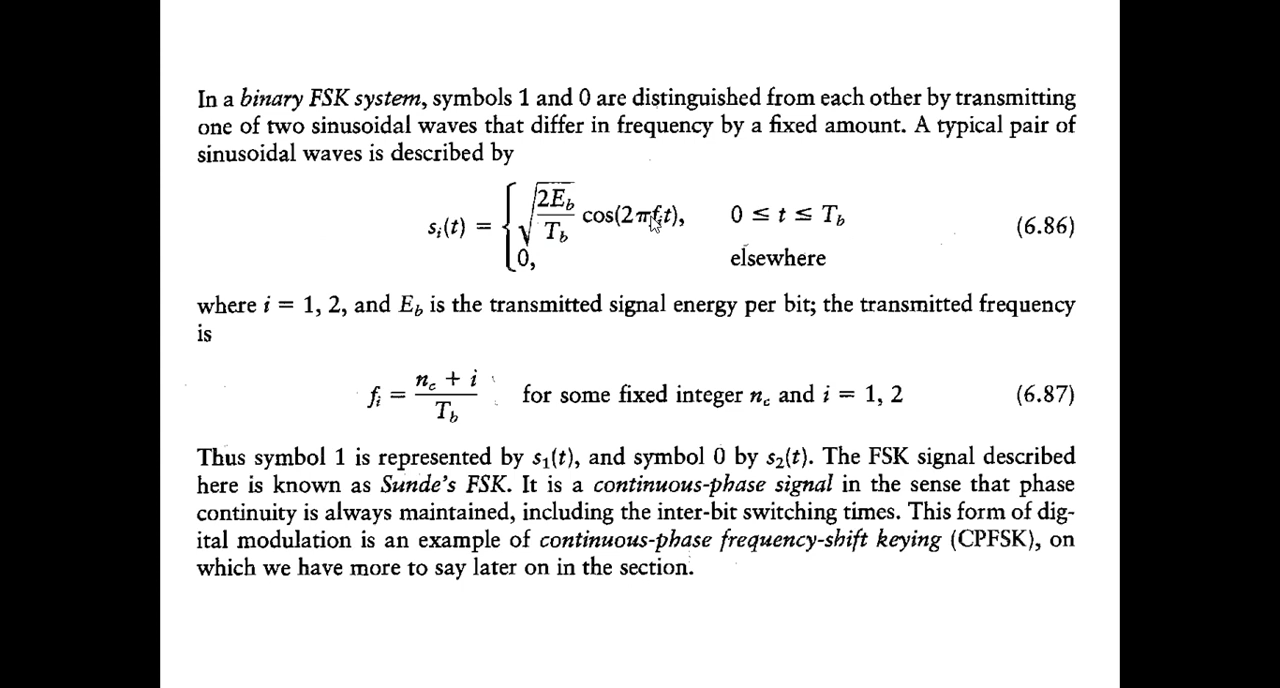 In a binary FSK system, symbols 1 and 0 are distinguished from each other by transmitting
one of two sinusoidal waves that differ in frequency by a fixed amount. A typical pair of
sinusoidal waves is described by
sᵢ(t) = { √(2E_b/T_b) cos(2πfᵢt), 0 ≤ t ≤ T_b
0, elsewhere (6.86)
where i = 1, 2, and E_b is the transmitted signal energy per bit; the transmitted frequency
is
fᵢ = (n_c + i)/T_b for some fixed integer n_c and i = 1, 2 (6.87)
Thus symbol 1 is represented by s₁(t), and symbol 0 by s₂(t). The FSK signal described
here is known as Sunde's FSK. It is a continuous-phase signal in the sense that phase
continuity is always maintained, including the inter-bit switching times. This form of dig-
ital modulation is an example of continuous-phase frequency-shift keying (CPFSK), on
which we have more to say later on in the section.